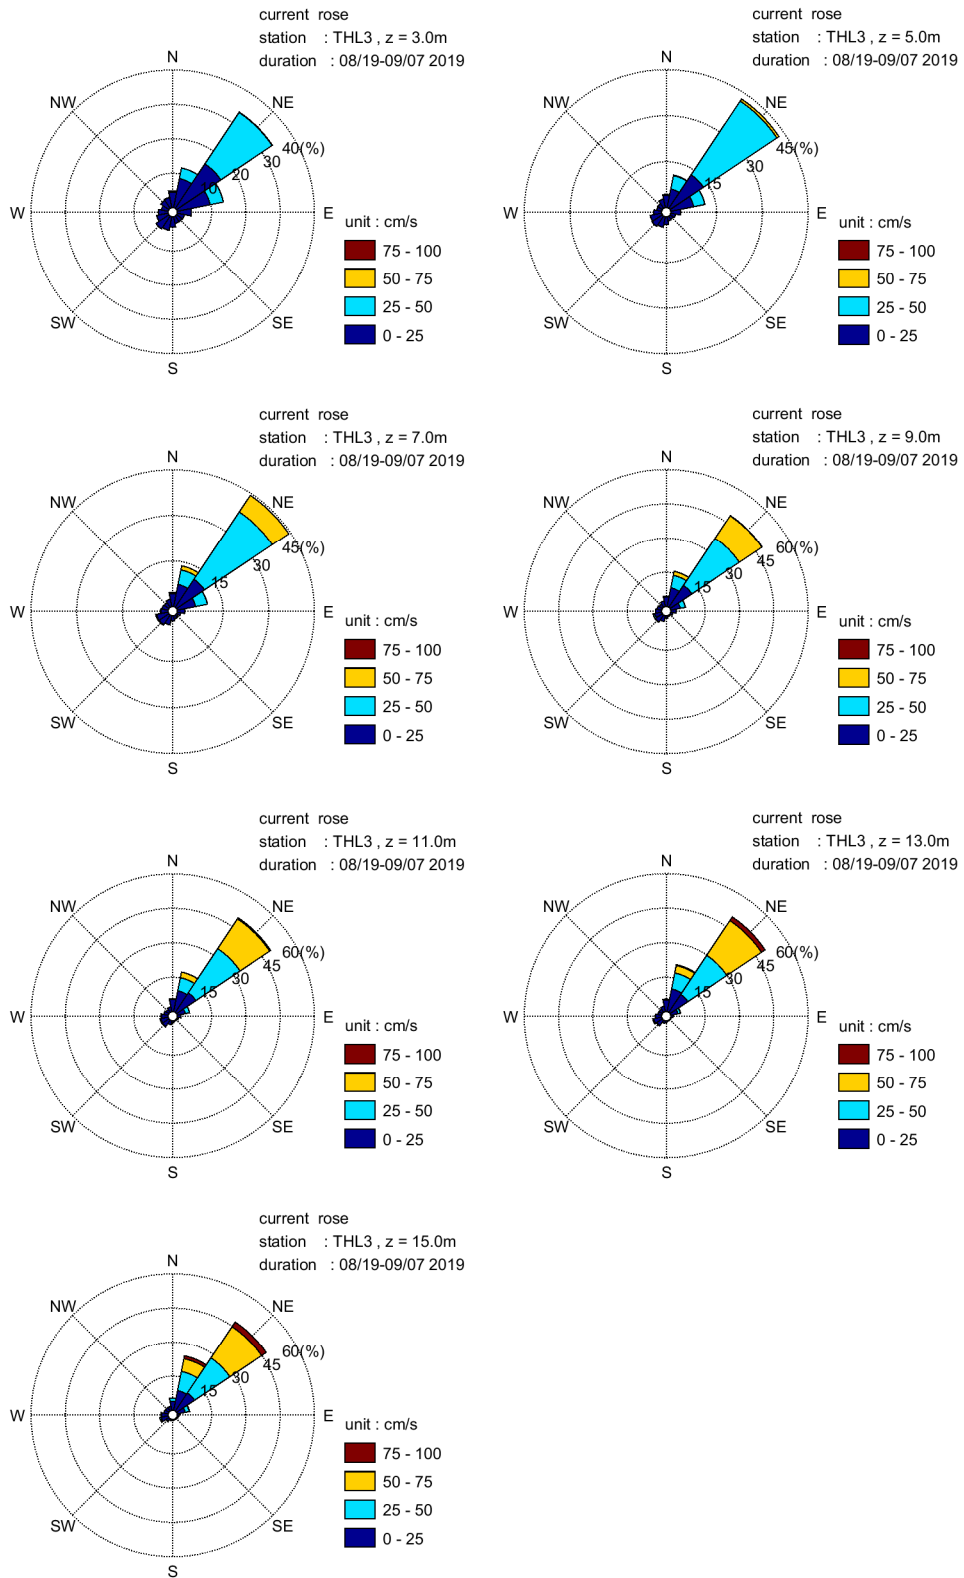 current rose
station : THL3 , z = 3.0m
duration : 08/19-09/07 2019
N
NW
NE
40(%)
30
20
10
W
E
SW
SE
S
unit : cm/s
75 - 100
50 - 75
25 - 50
0 - 25
current rose
station : THL3 , z = 5.0m
duration : 08/19-09/07 2019
N
NW
NE
45(%)
30
15
W
E
SW
SE
S
unit : cm/s
75 - 100
50 - 75
25 - 50
0 - 25
current rose
station : THL3 , z = 7.0m
duration : 08/19-09/07 2019
N
NW
NE
45(%)
30
15
W
E
SW
SE
S
unit : cm/s
75 - 100
50 - 75
25 - 50
0 - 25
current rose
station : THL3 , z = 9.0m
duration : 08/19-09/07 2019
N
NW
NE
60(%)
45
30
15
W
E
SW
SE
S
unit : cm/s
75 - 100
50 - 75
25 - 50
0 - 25
current rose
station : THL3 , z = 11.0m
duration : 08/19-09/07 2019
N
NW
NE
60(%)
45
30
15
W
E
SW
SE
S
unit : cm/s
75 - 100
50 - 75
25 - 50
0 - 25
current rose
station : THL3 , z = 13.0m
duration : 08/19-09/07 2019
N
NW
NE
60(%)
45
30
15
W
E
SW
SE
S
unit : cm/s
75 - 100
50 - 75
25 - 50
0 - 25
current rose
station : THL3 , z = 15.0m
duration : 08/19-09/07 2019
N
NW
NE
60(%)
45
30
15
W
E
SW
SE
S
unit : cm/s
75 - 100
50 - 75
25 - 50
0 - 25